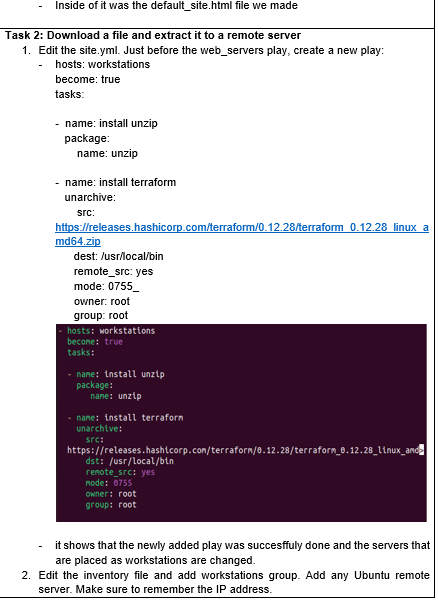 - Inside of it was the default_site.html file we made
Task 2: Download a file and extract it to a remote server
1. Edit the site.yml. Just before the web_servers play, create a new play:
- hosts: workstations
become: true
tasks:
- name: install unzip
package:
name: unzip
- name: install terraform
unarchive:
src:
https://releases.hashicorp.com/terraform/0.12.28/terraform_0.12.28_linux_a
md64.zip
dest: /usr/local/bin
remote_src: yes
mode: 0755_
owner: root
group: root
- hosts: workstations
become: true
tasks:
- name: install unzip
package:
name: unzip
- name: install terraform
unarchive:
src:
https://releases.hashicorp.com/terraform/0.12.28/terraform_0.12.28_linux_amd>
dst: /usr/local/bin
remote_src: yes
mode: 0755
owner: root
group: root
- it shows that the newly added play was succesffuly done and the servers that
are placed as workstations are changed.
2. Edit the inventory file and add workstations group. Add any Ubuntu remote
server. Make sure to remember the IP address.